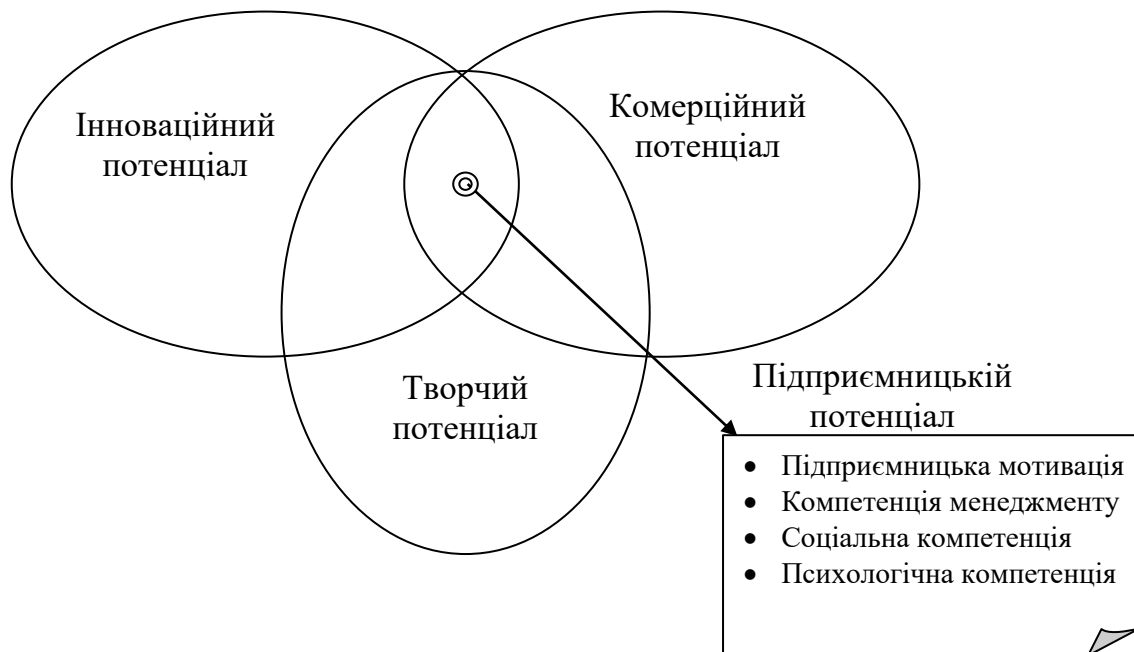 Інноваційний
потенціал
Комерційний
потенціал
Творчий
потенціал
Підприємницькій
потенціал
• Підприємницька мотивація
• Компетенція менеджменту
• Соціальна компетенція
• Психологічна компетенція